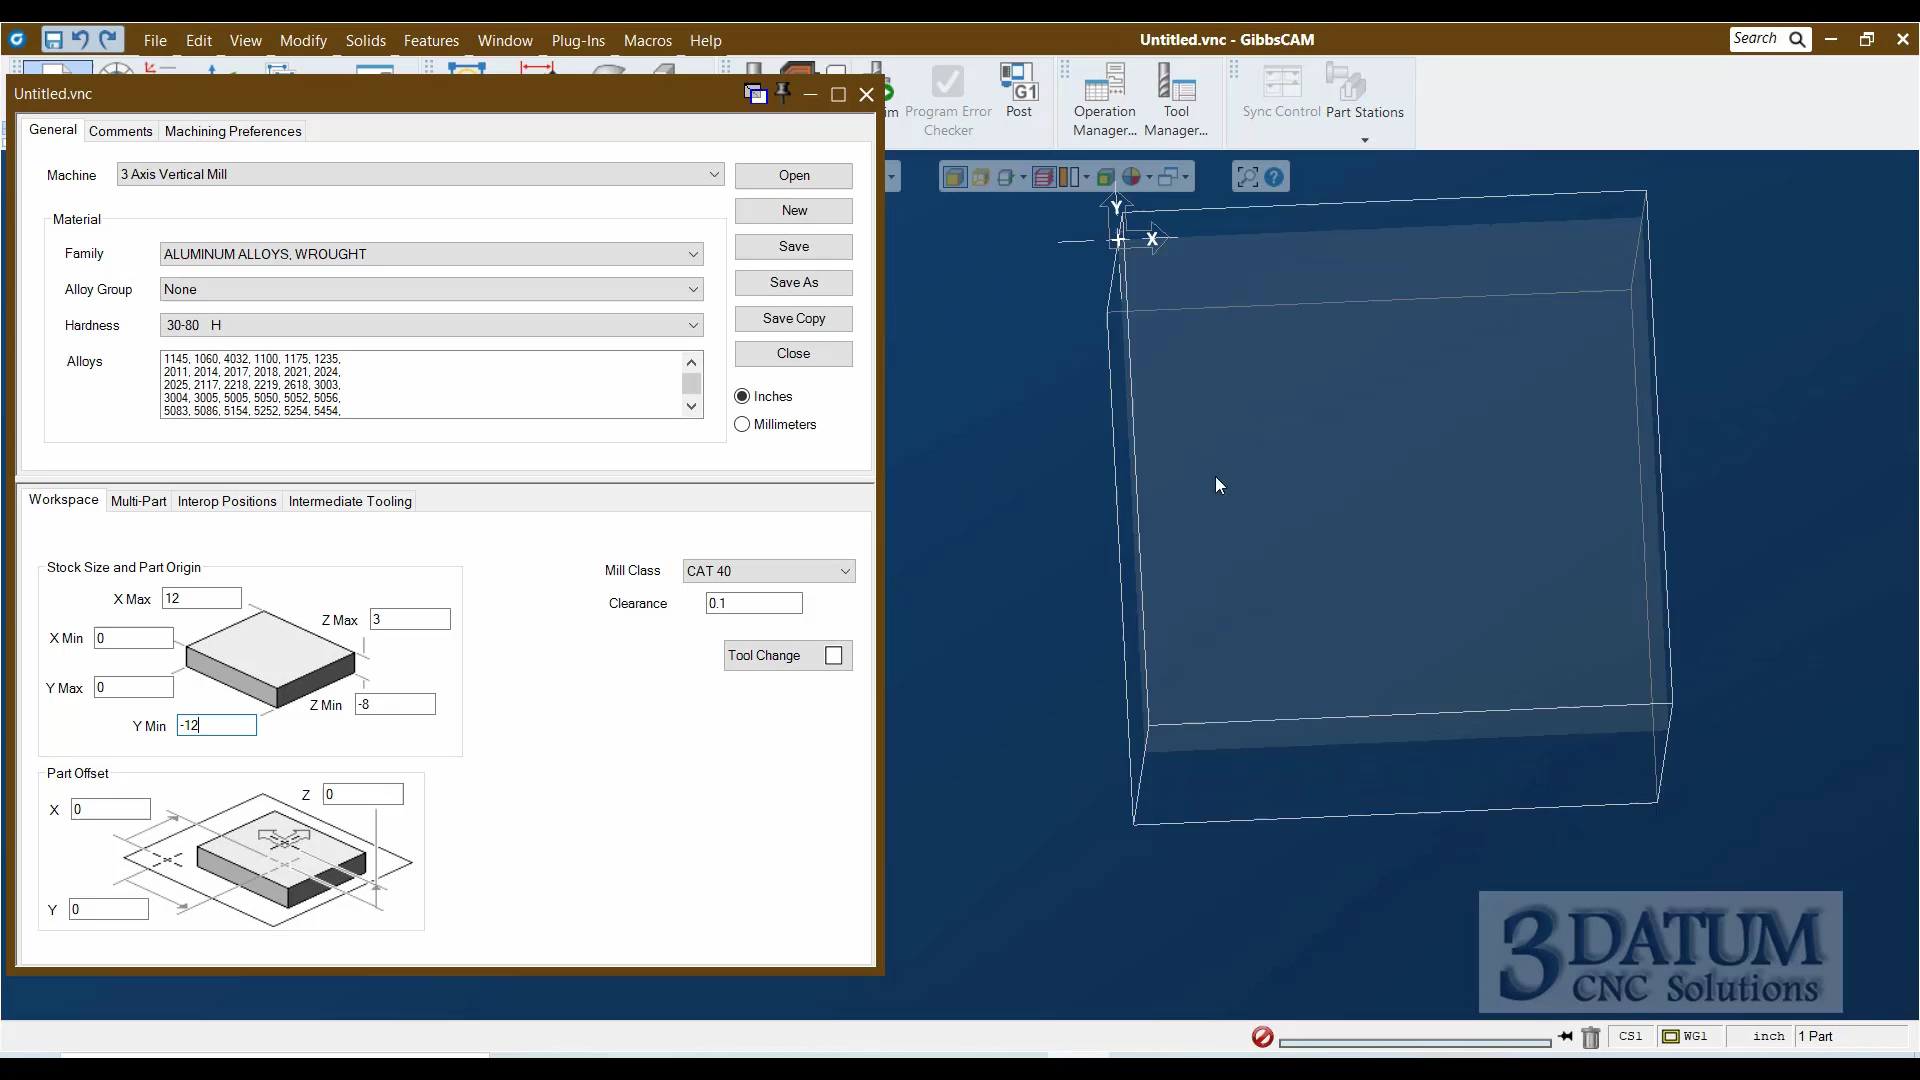 File Edit View Modify Solids Features Window Plug-Ins Macros Help
Untitled.vnc - GibbsCAM
Search
Untitled.vnc
Program Error Checker
Post
G1
Operation Manager...
Tool Manager...
Sync Control
Part Stations
General Comments Machining Preferences
Machine 3 Axis Vertical Mill
Open
Material
New
Family ALUMINUM ALLOYS, WROUGHT
Save
Alloy Group None
Save As
Hardness 30-80 H
Save Copy
Alloys
1145, 1060, 4032, 1100, 1175, 1235,
2011, 2014, 2017, 2018, 2021, 2024,
2025, 2117, 2218, 2219, 2618, 3003,
3004, 3005, 5005, 5050, 5052, 5056,
5083, 5086, 5154, 5252, 5254, 5454,
Close
Inches
Millimeters
Workspace Multi-Part Interop Positions Intermediate Tooling
Stock Size and Part Origin
X Max 12
Z Max 3
X Min 0
Y Max 0
Z Min -8
Y Min -12
Mill Class CAT 40
Clearance 0.1
Tool Change
Part Offset
Z 0
X 0
Y 0
Y
X
3DATUM
CNC Solutions
CS1 WG1 inch 1 Part